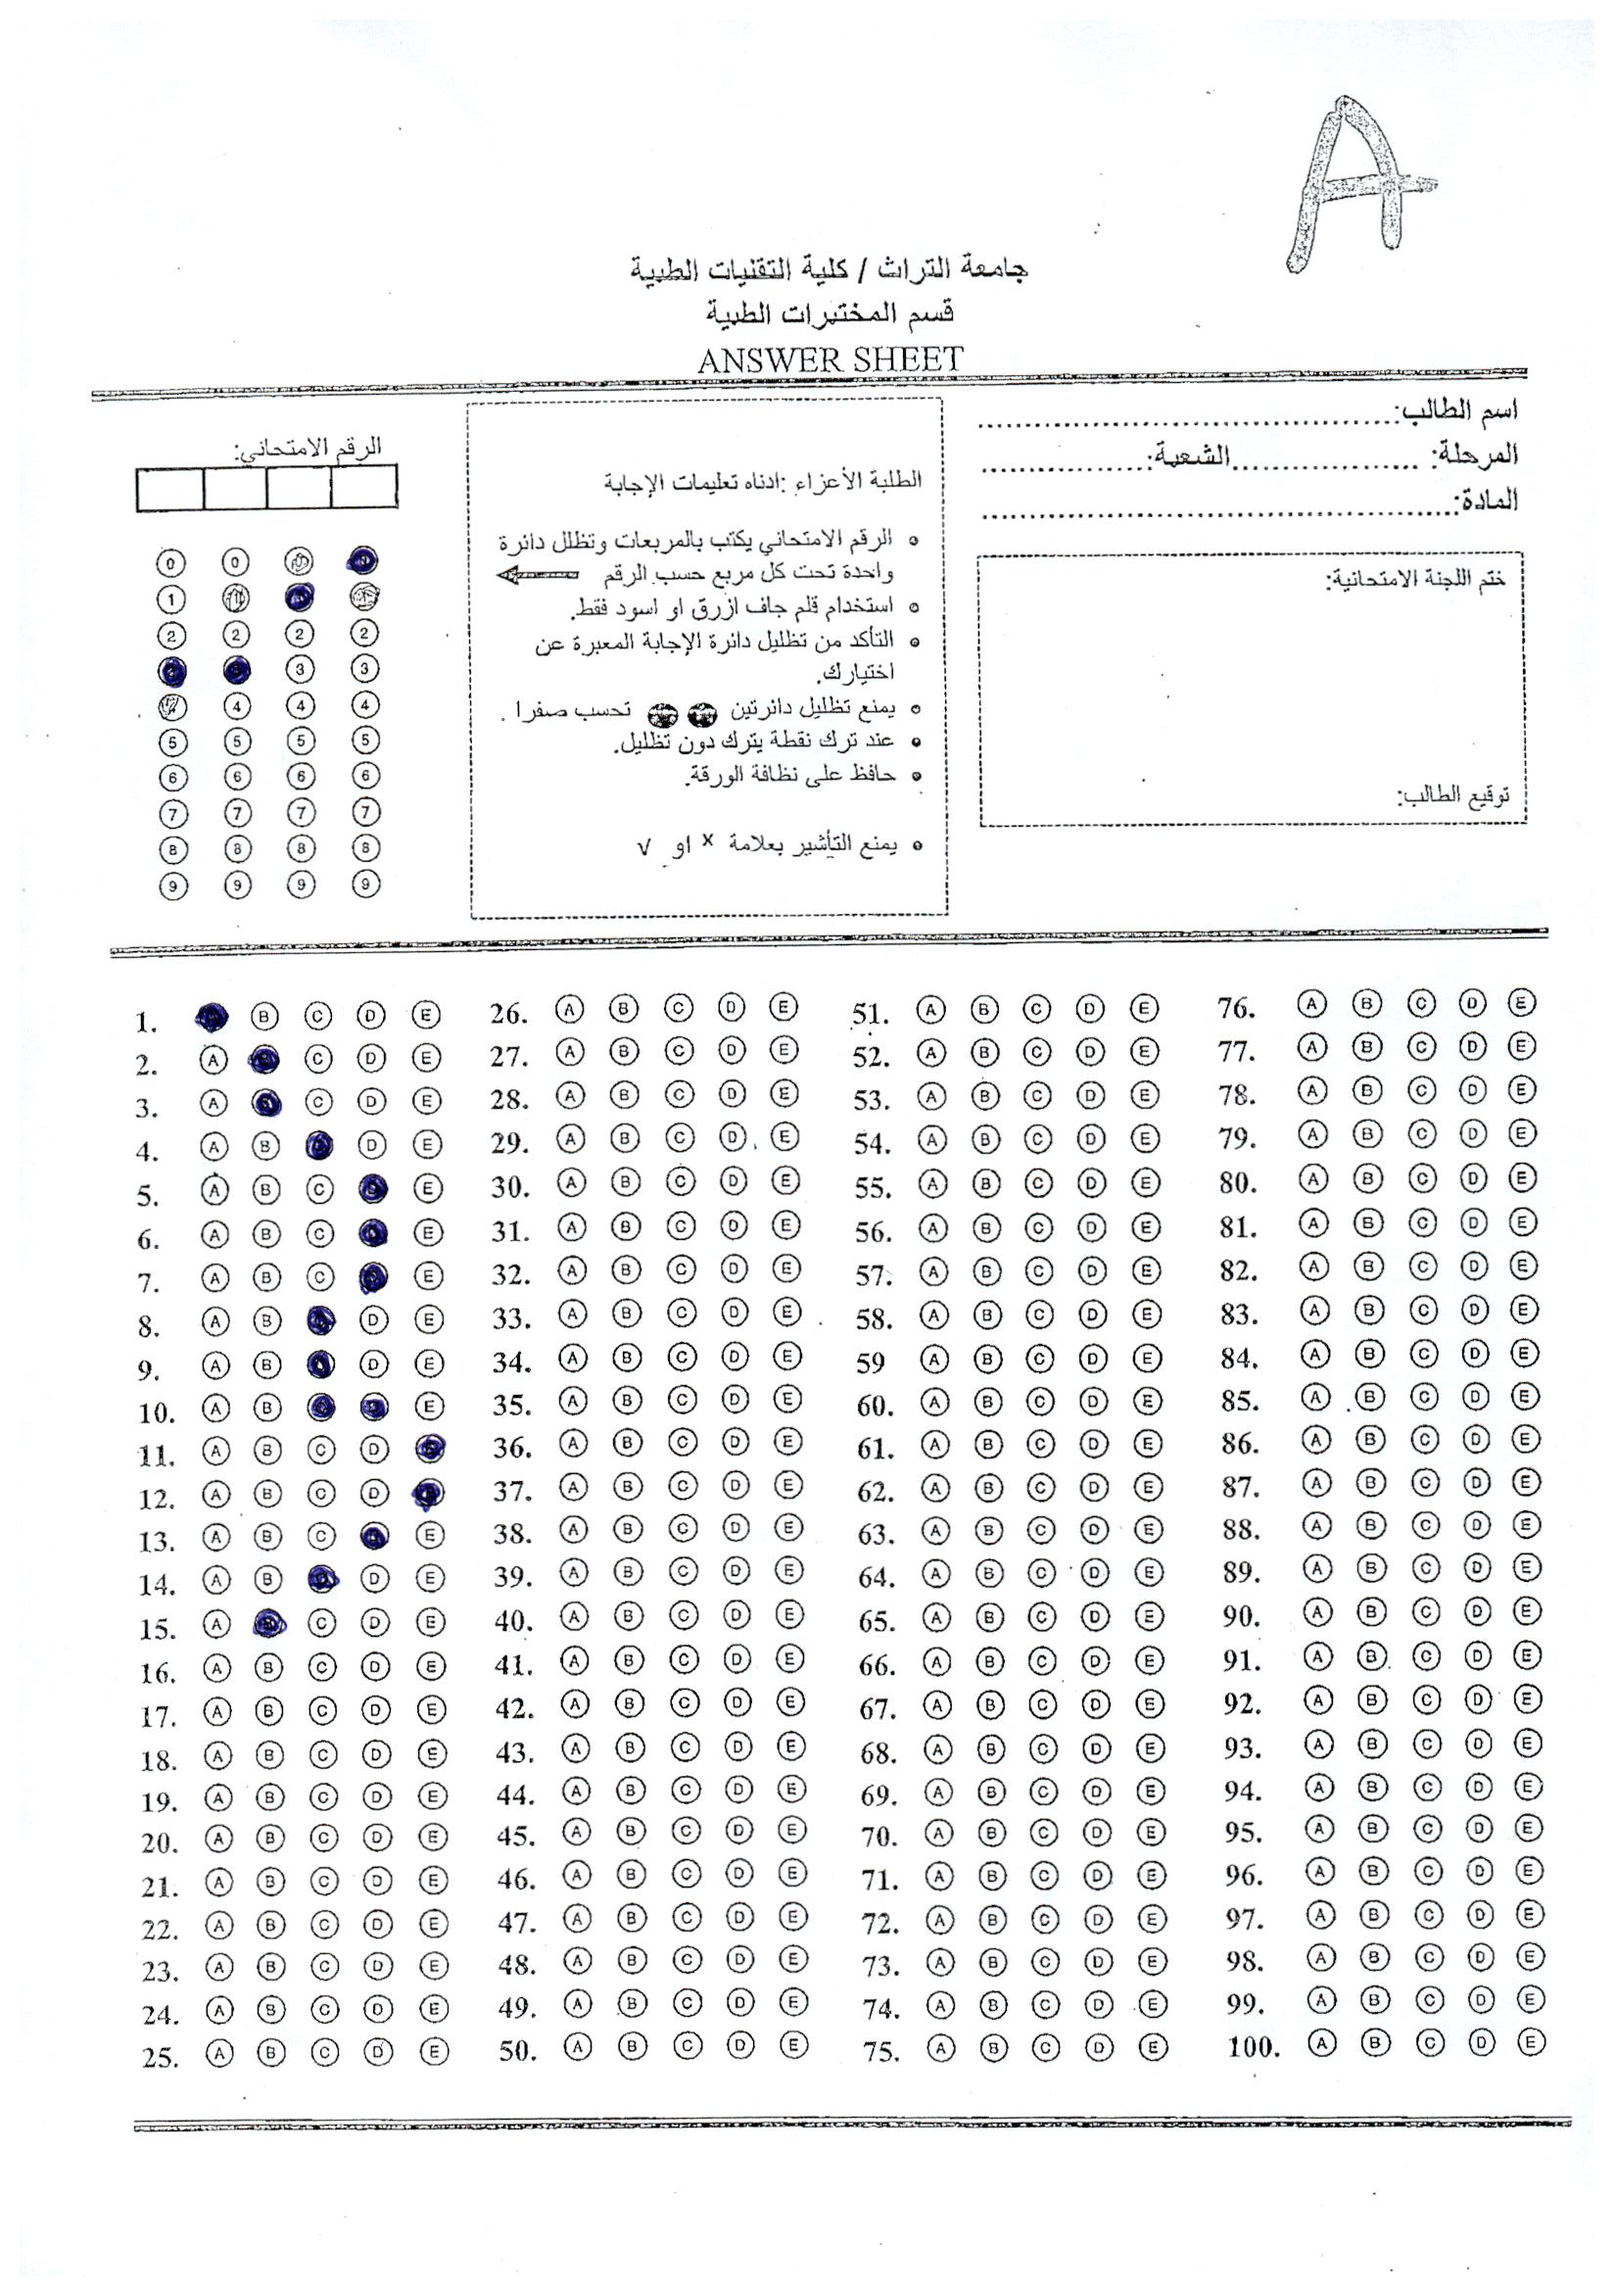 A
جامعة التراث / كلية التقنيات الطبية
قسم المختبرات الطبية
ANSWER SHEET
اسم الطالب:........................................
المرحلة: ...................الشعبة:................
المادة:..............................................
ختم اللجنة الامتحانية:
توقيع الطالب:
الطلبة الأعزاء :ادناه تعليمات الإجابة
• الرقم الامتحاني يكتب بالمربعات وتظلل دائرة
واحدة تحت كل مربع حسب الرقم
• استخدام قلم جاف ازرق او اسود فقط.
• التأكد من تظليل دائرة الإجابة المعبرة عن
اختيارك.
• يمنع تظليل دائرتين تحسب صفرا .
• عند ترك نقطة يترك دون تظليل.
• حافظ على نظافة الورقة.
• يمنع التأشير بعلامة x او √
الرقم الامتحاني:
0 0
1
2 2 2 2
3 3
4 4 4
5 5 5 5
6 6 6 6
7 7 7 7
8 8 8 8
9 9 9 9
1. B C D E 26. A B C D E 51. A B C D E 76. A B C D E
2. A C D E 27. A B C D E 52. A B C D E 77. A B C D E
3. A C D E 28. A B C D E 53. A B C D E 78. A B C D E
4. A B D E 29. A B C D E 54. A B C D E 79. A B C D E
5. A B C E 30. A B C D E 55. A B C D E 80. A B C D E
6. A B C E 31. A B C D E 56. A B C D E 81. A B C D E
7. A B C E 32. A B C D E 57. A B C D E 82. A B C D E
8. A B D E 33. A B C D E 58. A B C D E 83. A B C D E
9. A B D E 34. A B C D E 59 A B C D E 84. A B C D E
10. A B E 35. A B C D E 60. A B C D E 85. A B C D E
11. A B C D 36. A B C D E 61. A B C D E 86. A B C D E
12. A B C D 37. A B C D E 62. A B C D E 87. A B C D E
13. A B C E 38. A B C D E 63. A B C D E 88. A B C D E
14. A B D E 39. A B C D E 64. A B C D E 89. A B C D E
15. A C D E 40. A B C D E 65. A B C D E 90. A B C D E
16. A B C D E 41. A B C D E 66. A B C D E 91. A B C D E
17. A B C D E 42. A B C D E 67. A B C D E 92. A B C D E
18. A B C D E 43. A B C D E 68. A B C D E 93. A B C D E
19. A B C D E 44. A B C D E 69. A B C D E 94. A B C D E
20. A B C D E 45. A B C D E 70. A B C D E 95. A B C D E
21. A B C D E 46. A B C D E 71. A B C D E 96. A B C D E
22. A B C D E 47. A B C D E 72. A B C D E 97. A B C D E
23. A B C D E 48. A B C D E 73. A B C D E 98. A B C D E
24. A B C D E 49. A B C D E 74. A B C D E 99. A B C D E
25. A B C D E 50. A B C D E 75. A B C D E 100. A B C D E